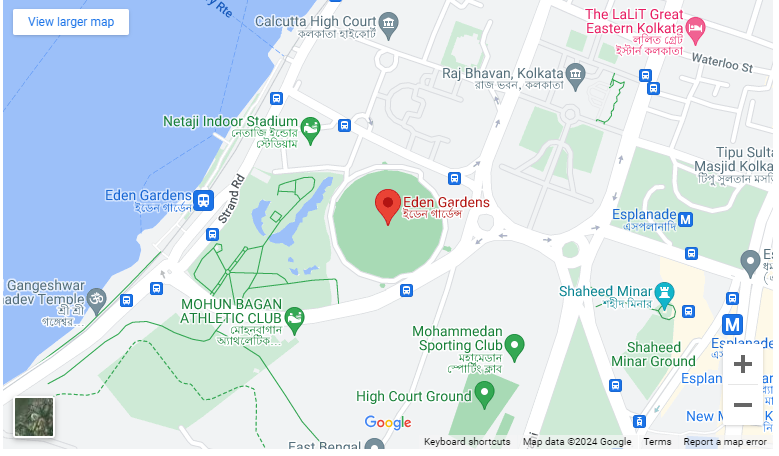 View larger map
ry Rte
Calcutta High Court
কলকাতা হাইকোর্ট
The LaLiT Great
Eastern Kolkata
ললিত গ্রেট
ইস্টার্ন কলকাতা
Waterloo St
Raj Bhavan, Kolkata
রাজ ভবন, কলকাতা
Netaji Indoor Stadium
নেতাজি ইন্ডোর
স্টেডিয়াম
Tipu Sulta
Masjid Kolka
টিপু সুলতান মসজি
Eden Gardens
ইডেন গার্ডেন
Strand Rd
Eden Gardens
ইডেন গার্ডেন্স
Esplanade
এসপলানাদি
Gangeshwar
adev Temple
শ্রী শ্রী
গঙ্গেশ্বর...
MOHUN BAGAN
ATHLETIC CLUB
মোহনবাগান
অ্যাথলেটিক...
Shaheed Minar
শহীদ মিনার
Mohammedan
Sporting Club
মহামেডান
স্পোর্টিং ক্লাব
Shaheed
Minar Ground
Esplanade
High Court Ground
Esplanade
New M
East Bengal
Google
Keyboard shortcuts
Map data ©2024 Google
Terms
Report a map error